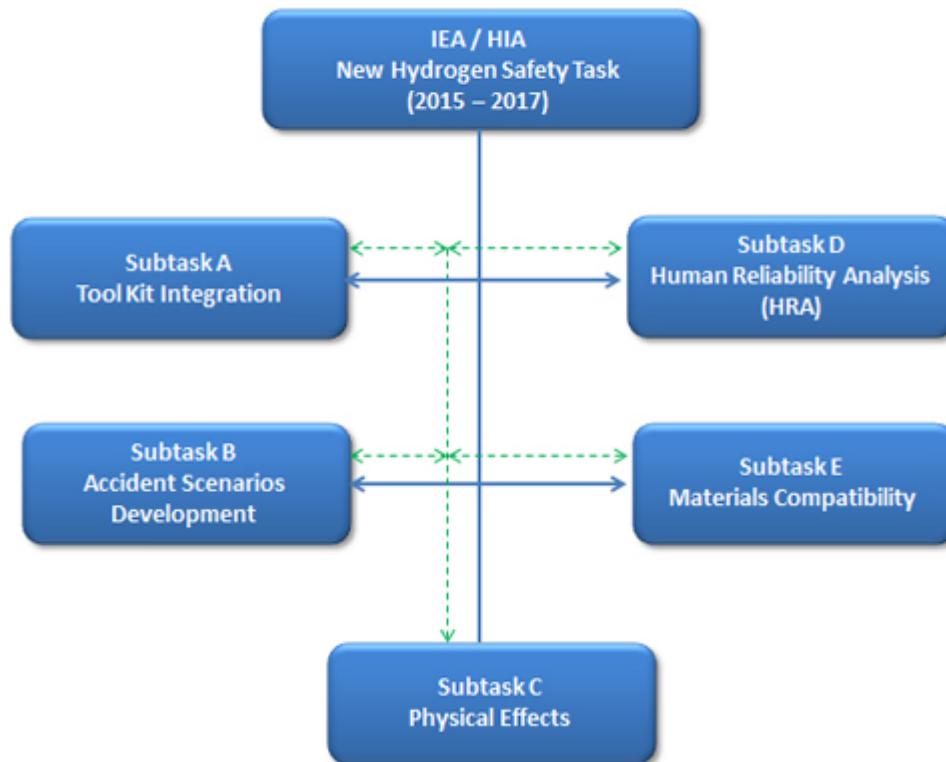 IEA / HIA
New Hydrogen Safety Task
(2015 – 2017)
Subtask A
Tool Kit Integration
Subtask D
Human Reliability Analysis
(HRA)
Subtask B
Accident Scenarios
Development
Subtask E
Materials Compatibility
Subtask C
Physical Effects